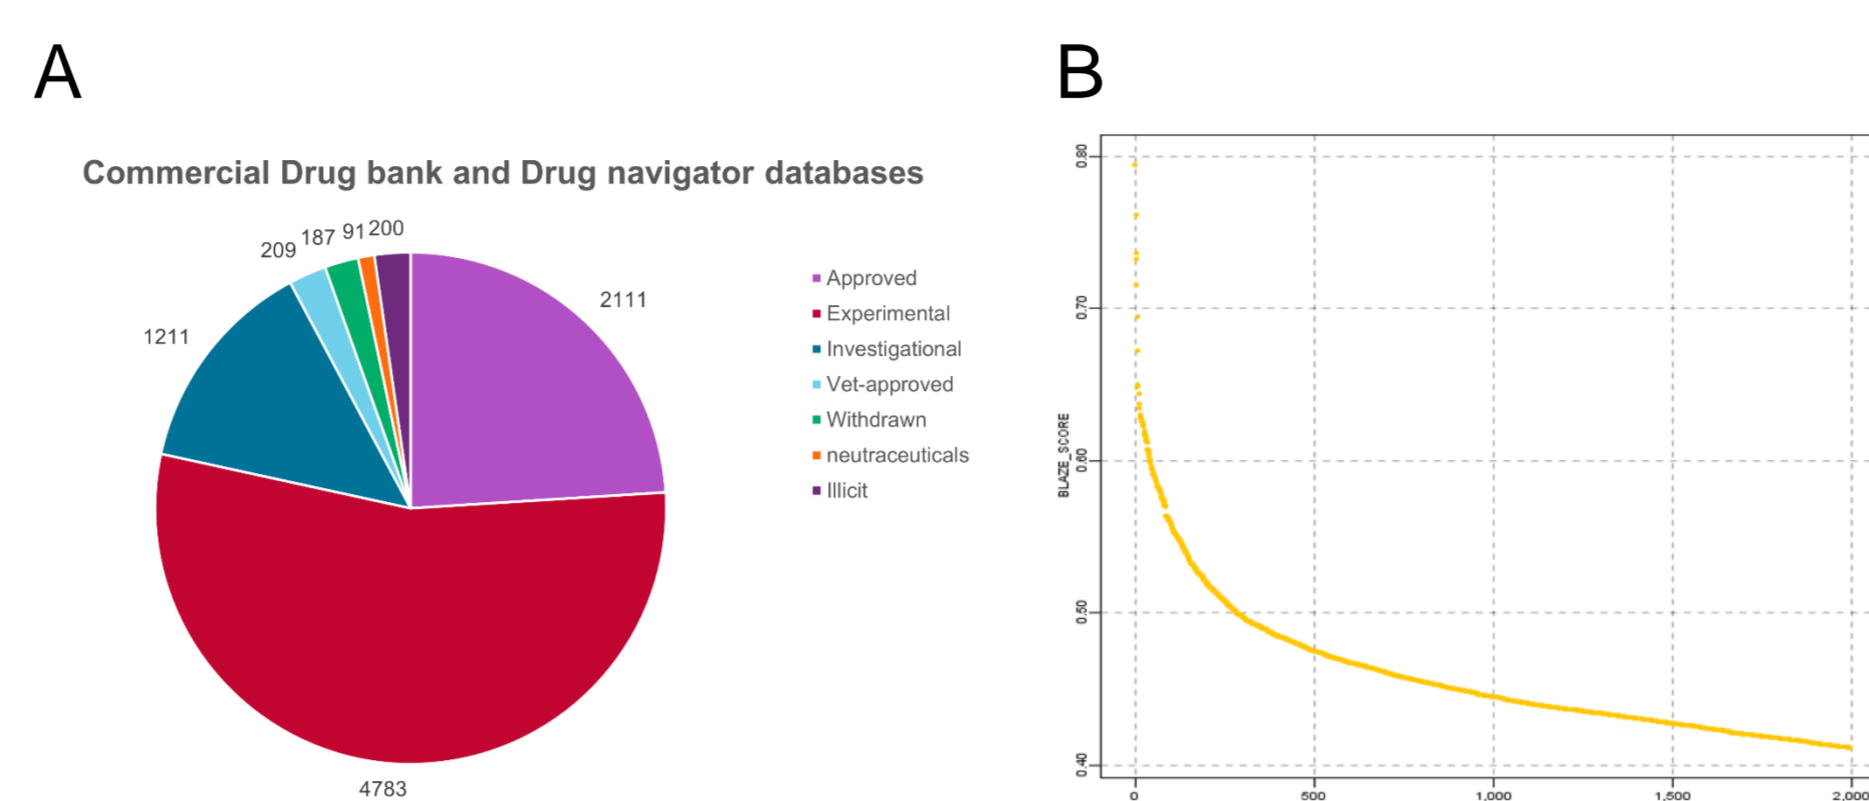 A
Commercial Drug bank and Drug navigator databases
209 187 91 200
2111
1211
4783
Approved
Experimental
Investigational
Vet-approved
Withdrawn
neutraceuticals
Illicit
B
BLAZE_SCORE
0.80
0.70
0.60
0.50
0.40
0 500 1,000 1,500 2,000